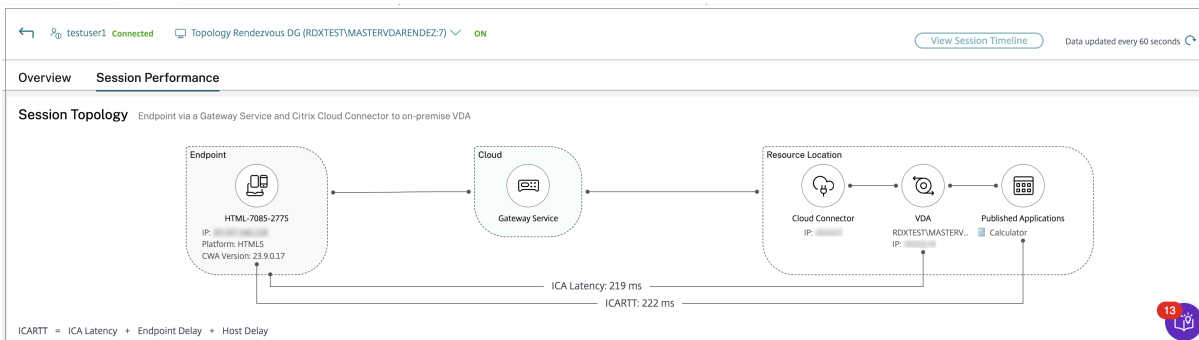 testuser1 Connected Topology Rendezvous DG (RDXTEST\MASTERVDARENDEZ:7) ON
View Session Timeline Data updated every 60 seconds
Overview Session Performance
Session Topology Endpoint via a Gateway Service and Citrix Cloud Connector to on-premise VDA
Endpoint
HTML-7085-2775
IP:
Platform: HTML5
CWA Version: 23.9.0.17
Cloud
Gateway Service
Resource Location
Cloud Connector
IP:
VDA
RDXTEST\MASTERV...
IP:
Published Applications
Calculator
ICA Latency: 219 ms
ICARTT: 222 ms
ICARTT = ICA Latency + Endpoint Delay + Host Delay
13